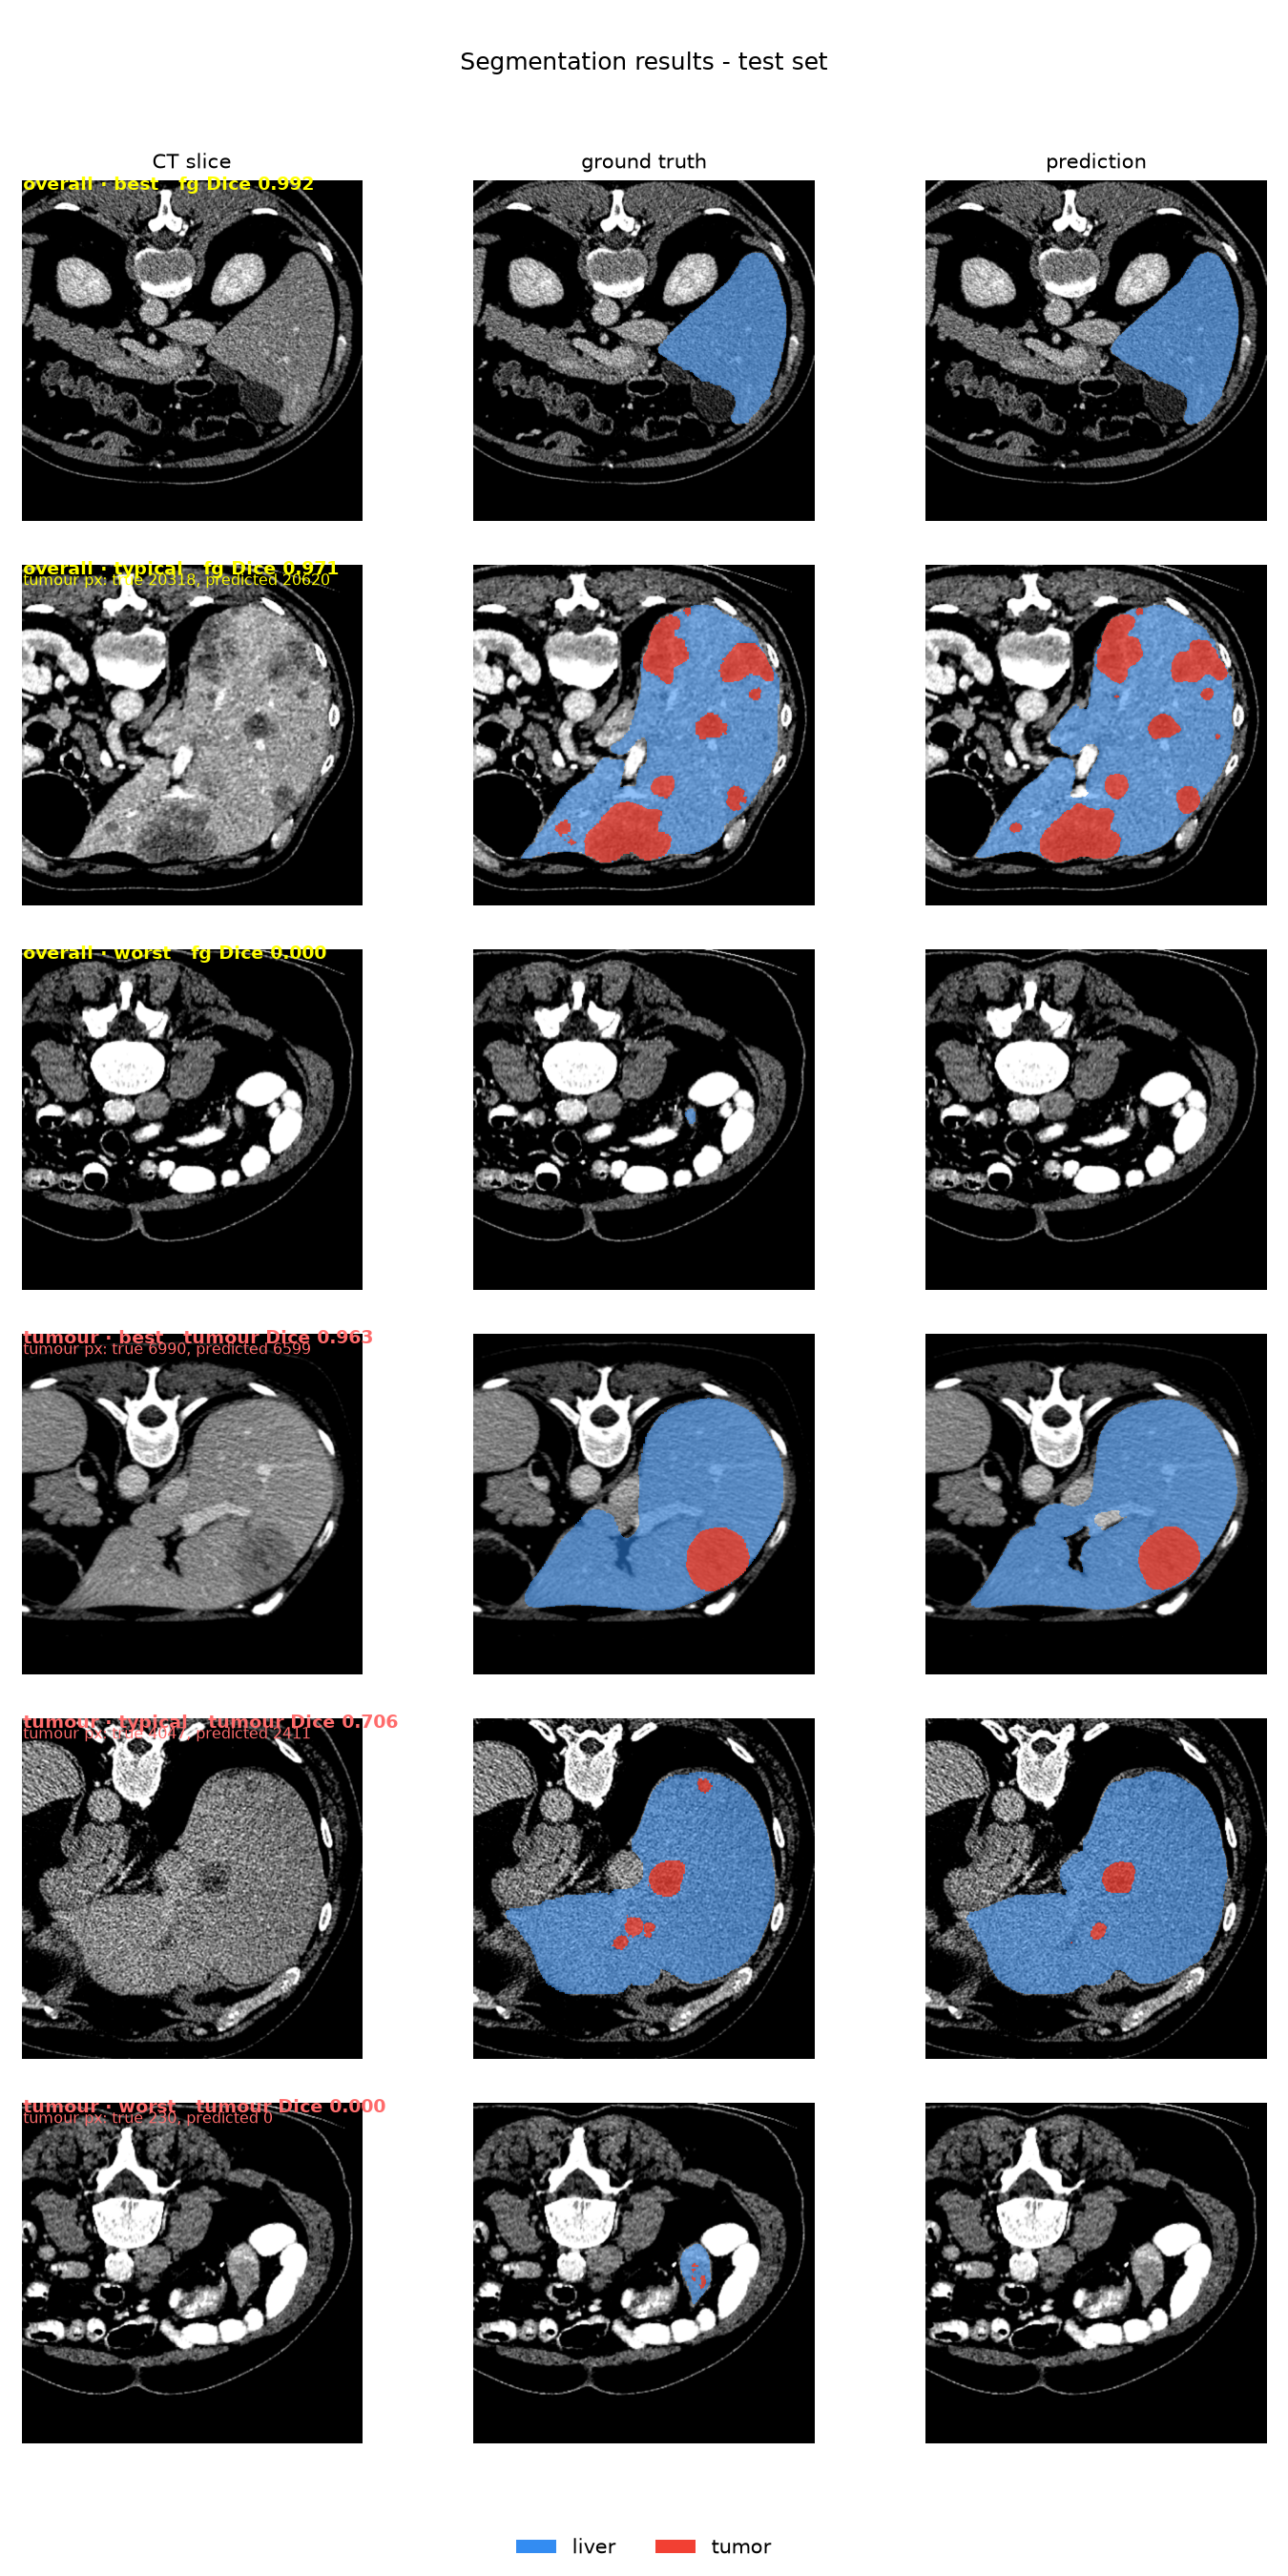 Segmentation results - test set
CT slice
ground truth
prediction
overall · best fg Dice 0.992
overall · typical fg Dice 0.971
tumour px: true 20318, predicted 20620
overall · worst fg Dice 0.000
tumour · best tumour Dice 0.963
tumour px: true 6990, predicted 6599
tumour · typical tumour Dice 0.706
tumour px: true predicted 2411
tumour · worst tumour Dice 0.000
tumour px: true 230, predicted 0
liver
tumor